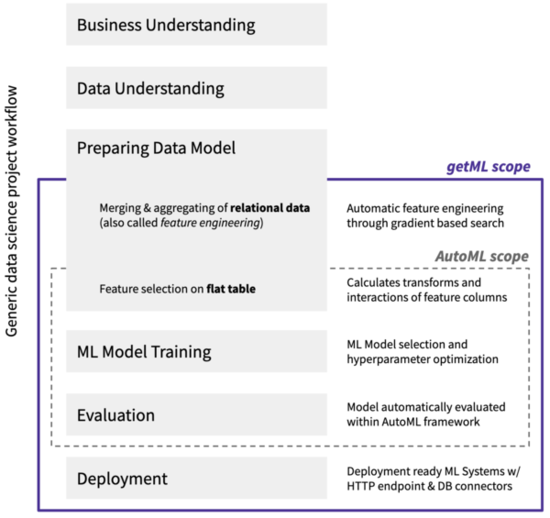 Generic data science project workflow
Business Understanding
Data Understanding
Preparing Data Model
getML scope
Merging & aggregating of relational data
(also called feature engineering)
Automatic feature engineering
through gradient based search
AutoML scope
Feature selection on flat table
Calculates transforms and
interactions of feature columns
ML Model Training
ML Model selection and
hyperparameter optimization
Evaluation
Model automatically evaluated
within AutoML framework
Deployment
Deployment ready ML Systems w/
HTTP endpoint & DB connectors